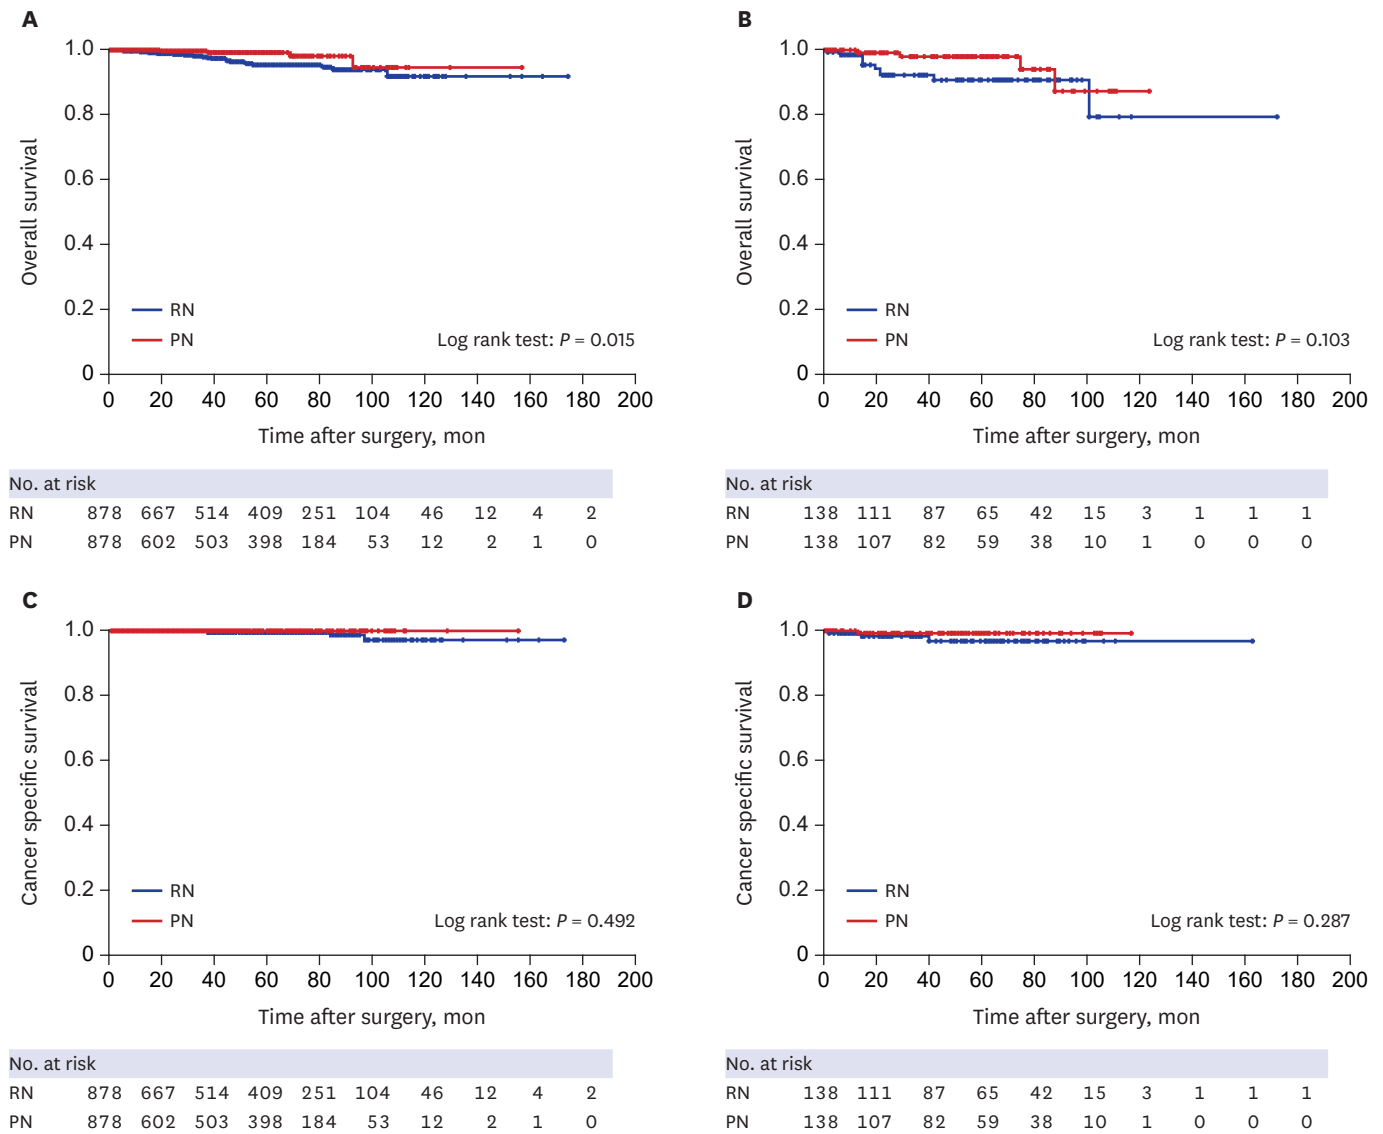 A
1.0
0.8
0.6
0.4
0.2
0
Overall survival
RN
PN
Log rank test: P = 0.015
0 20 40 60 80 100 120 140 160 180 200
Time after surgery, mon
No. at risk
RN 878 667 514 409 251 104 46 12 4 2
PN 878 602 503 398 184 53 12 2 1 0
B
1.0
0.8
0.6
0.4
0.2
0
Overall survival
RN
PN
Log rank test: P = 0.103
0 20 40 60 80 100 120 140 160 180 200
Time after surgery, mon
No. at risk
RN 138 111 87 65 42 15 3 1 1 1
PN 138 107 82 59 38 10 1 0 0 0
C
1.0
0.8
0.6
0.4
0.2
0
Cancer specific survival
RN
PN
Log rank test: P = 0.492
0 20 40 60 80 100 120 140 160 180 200
Time after surgery, mon
No. at risk
RN 878 667 514 409 251 104 46 12 4 2
PN 878 602 503 398 184 53 12 2 1 0
D
1.0
0.8
0.6
0.4
0.2
0
Cancer specific survival
RN
PN
Log rank test: P = 0.287
0 20 40 60 80 100 120 140 160 180 200
Time after surgery, mon
No. at risk
RN 138 111 87 65 42 15 3 1 1 1
PN 138 107 82 59 38 10 1 0 0 0